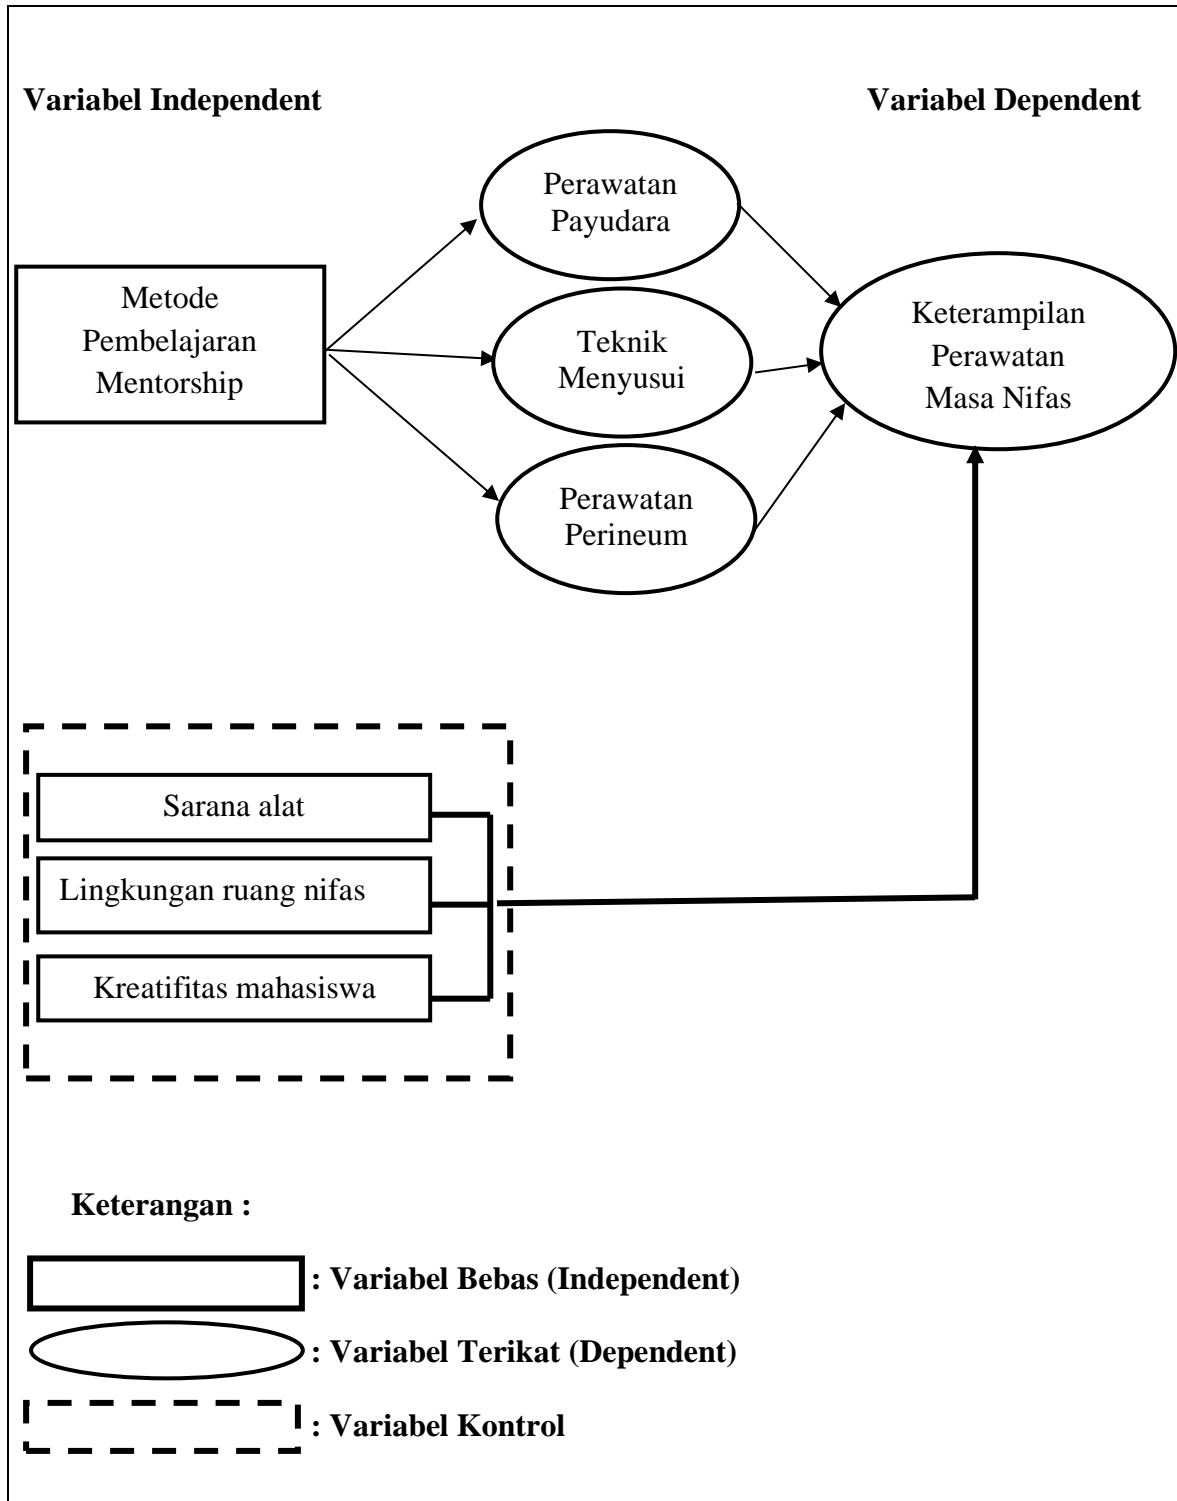 Variabel Independent
Variabel Dependent
Perawatan
Payudara
Metode
Pembelajaran
Mentorship
Teknik
Menyusui
Keterampilan
Perawatan
Masa Nifas
Perawatan
Perineum
Sarana alat
Lingkungan ruang nifas
Kreatifitas mahasiswa
Keterangan :
: Variabel Bebas (Independent)
: Variabel Terikat (Dependent)
: Variabel Kontrol